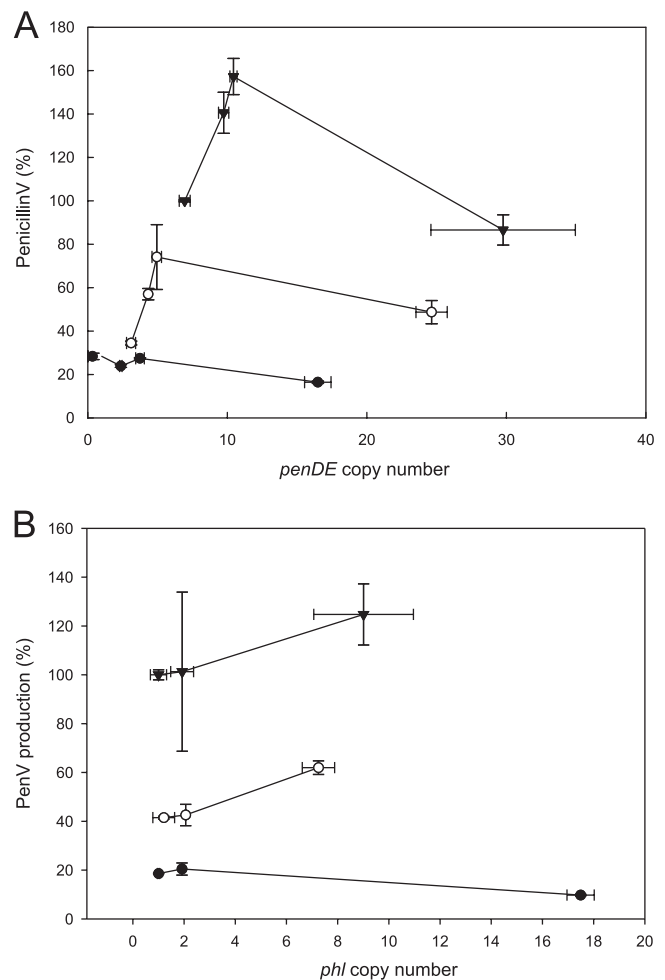 A
180
160
140
120
100
80
60
40
20
0
PenicillinV (%)
0 10 20 30 40
penDE copy number
B
160
140
120
100
80
60
40
20
0
PenV production (%)
0 2 4 6 8 10 12 14 16 18 20
phl copy number